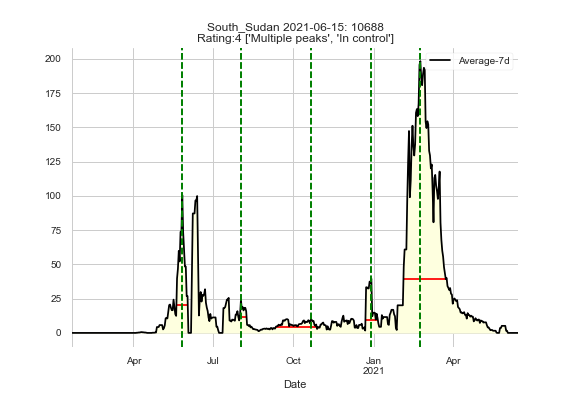 South_Sudan 2021-06-15: 10688
Rating:4 ['Multiple peaks', 'In control']
Average-7d
200
175
150
125
100
75
50
25
0
Apr
Jul
Oct
Jan
2021
Apr
Date